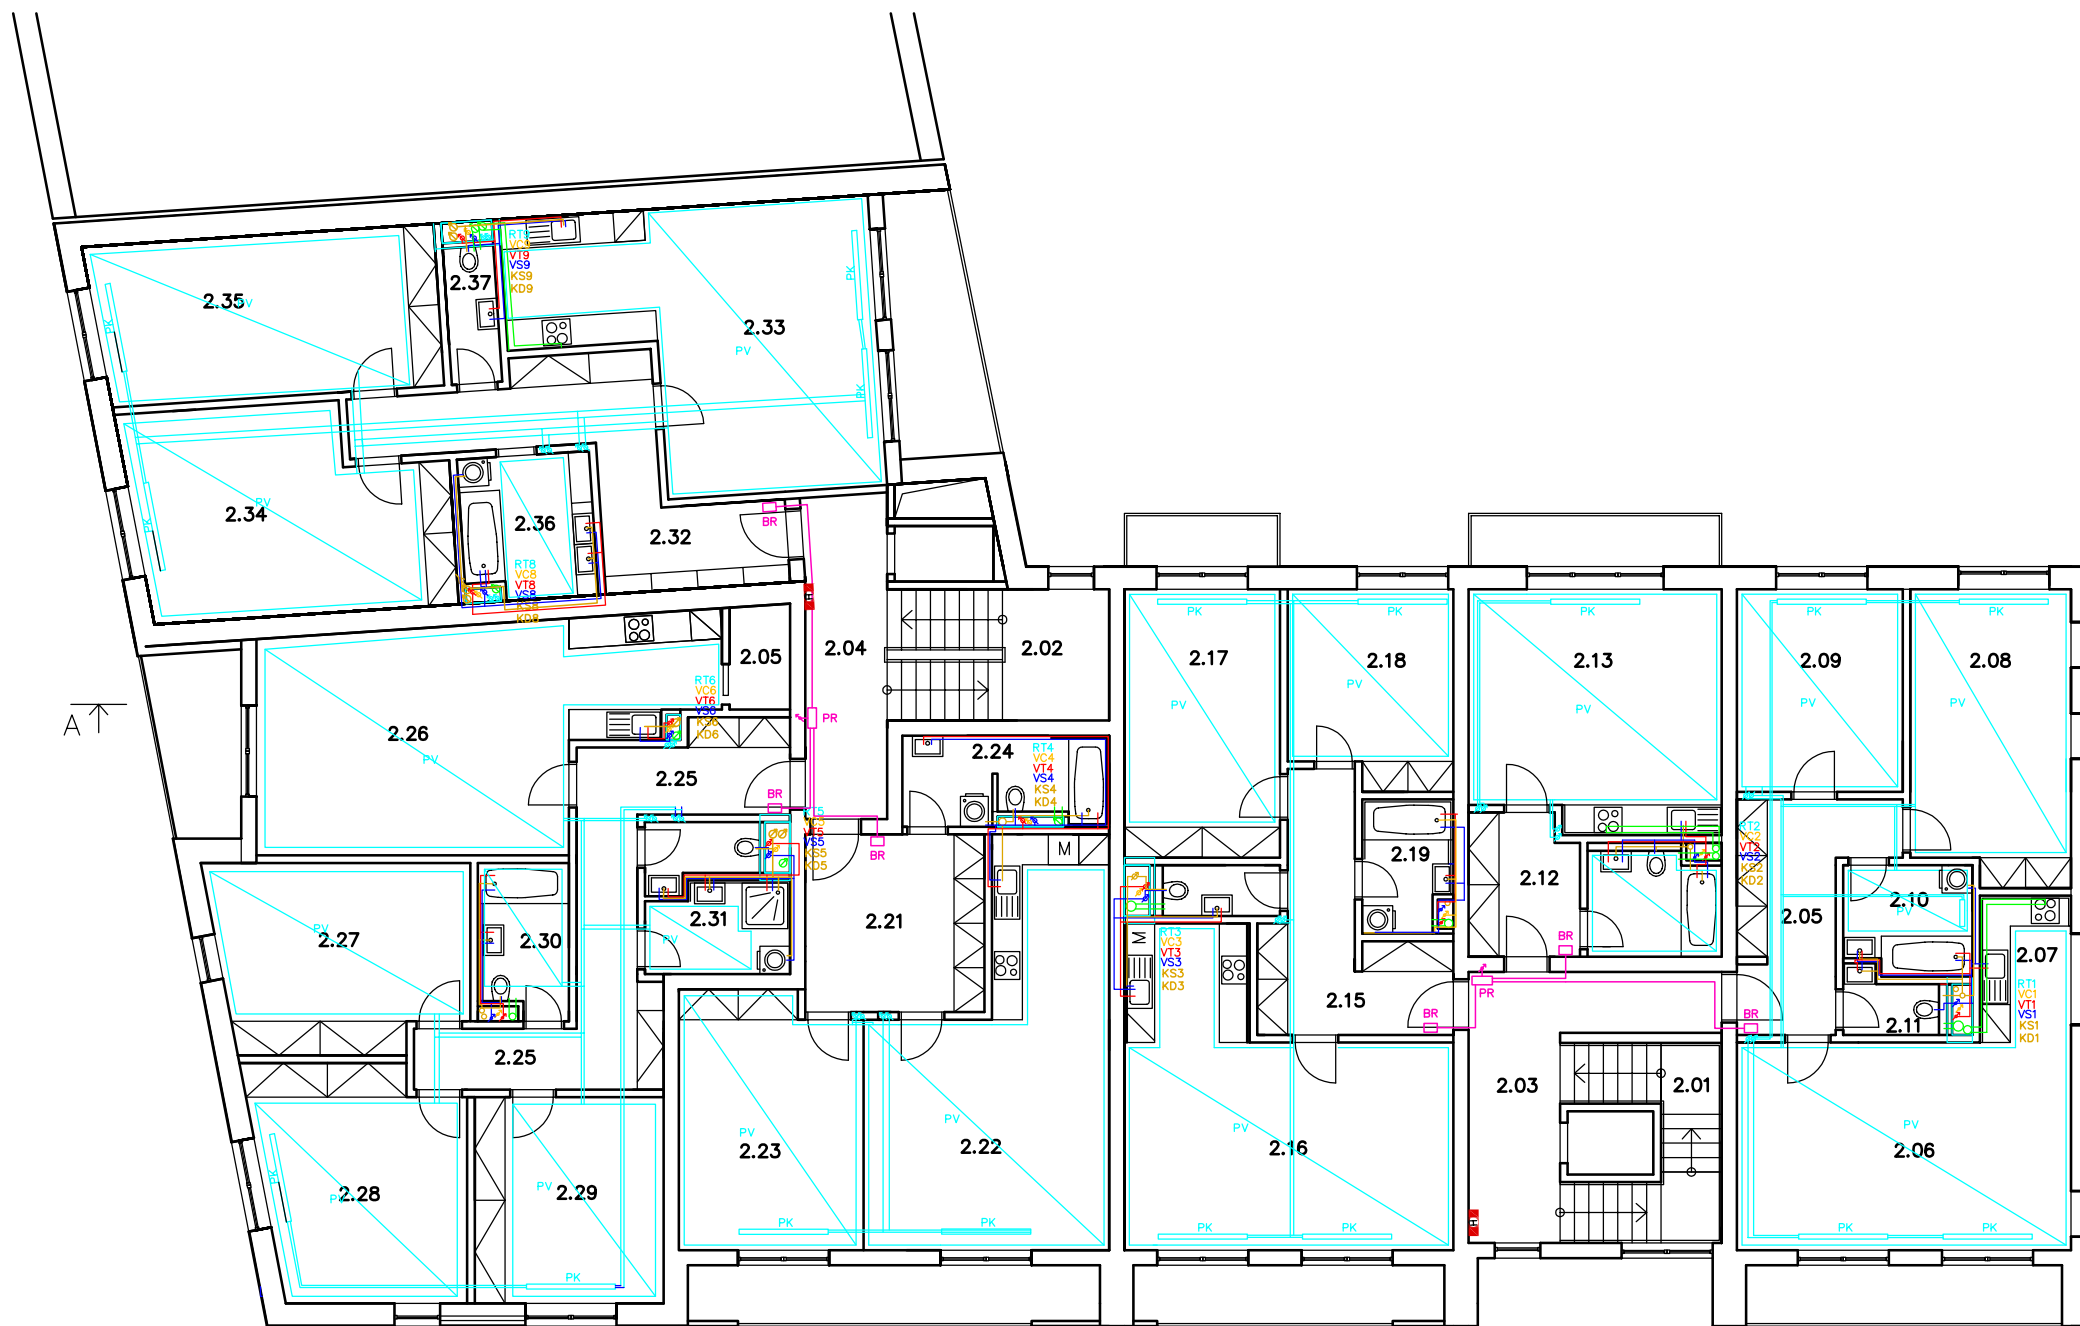 2.35
PV
PK
2.37
RT9
VC9
VT9
VS9
KS9
KD9
2.33
PV
PK
PK
2.34
PV
PK
2.36
RT8
VC8
VT8
VS8
KS8
KD8
2.32
BR
H
2.04
2.02
2.05
2.26
PV
RT6
VC6
VT6
VS6
KS6
KD6
PR
A
2.25
BR
2.24
RT4
VC4
VT4
VS4
KS4
KD4
RT5
VC5
VT5
VS5
KS5
KD5
BR
M
2.27
PV
2.30
2.31
PV
2.21
2.25
2.28
PV
PK
2.29
PV
PK
2.23
PV
PK
2.22
PV
PK
PK
PK
2.17
PV
2.18
PV
2.19
M
RT3
VC3
VT3
VS3
KS3
KD3
2.15
BR
2.16
PV
PK
PK
PK
2.13
PV
2.12
BR
PR
RT2
VC2
VT2
VS2
KS2
KD2
2.03
2.01
H
PK
PK
2.09
PV
2.08
PV
2.10
PV
2.05
2.07
2.11
RT1
VC1
VT1
VS1
KS1
KD1
BR
PV
2.06
PK
PK